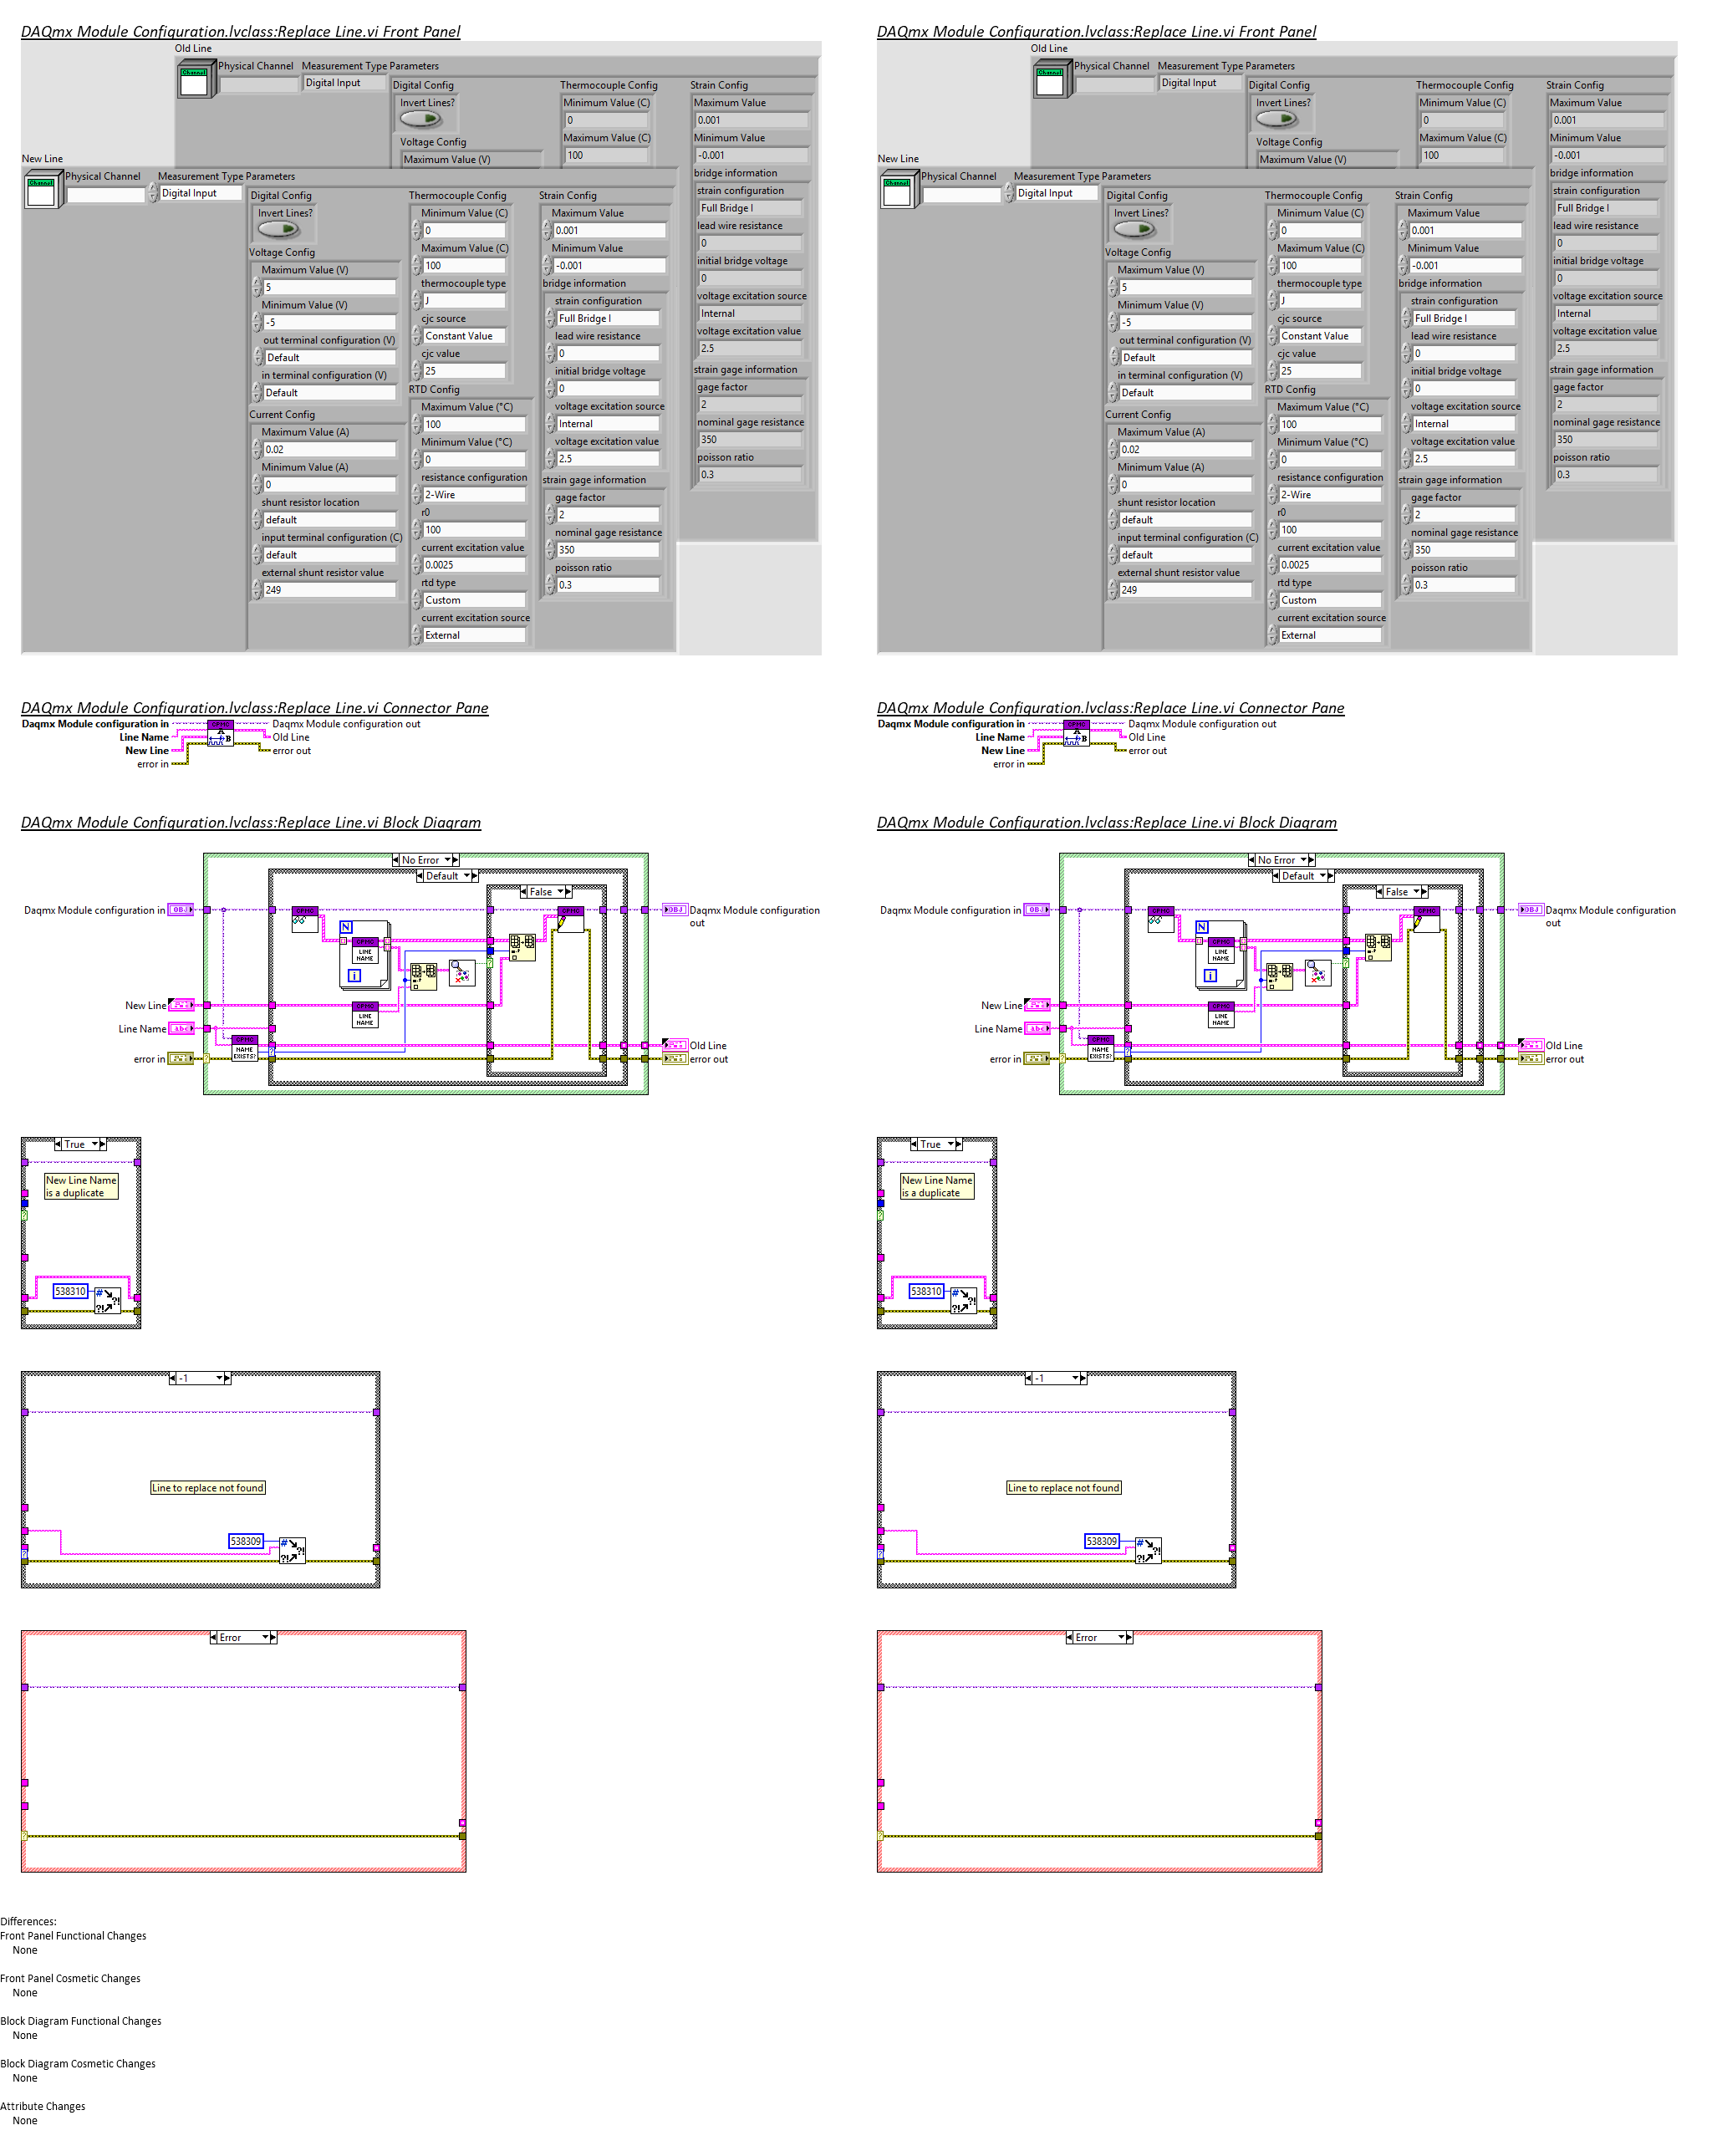 DAQmx Module Configuration.lvclass:Replace Line.vi Front Panel
Old Line
Channel
Physical Channel
Measurement Type Parameters
Digital Input
Digital Config
Invert Lines?
Voltage Config
Maximum Value (V)
Thermocouple Config
Minimum Value (C)
0
Maximum Value (C)
100
Strain Config
Maximum Value
0.001
Minimum Value
-0.001
bridge information
strain configuration
Full Bridge I
lead wire resistance
0
initial bridge voltage
0
voltage excitation source
Internal
voltage excitation value
2.5
strain gage information
gage factor
2
nominal gage resistance
350
poisson ratio
0.3
New Line
Channel
Physical Channel
Measurement Type Parameters
Digital Input
Digital Config
Invert Lines?
Voltage Config
Maximum Value (V)
5
Minimum Value (V)
-5
out terminal configuration (V)
Default
in terminal configuration (V)
Default
Current Config
Maximum Value (A)
0.02
Minimum Value (A)
0
shunt resistor location
default
input terminal configuration (C)
default
external shunt resistor value
249
Thermocouple Config
Minimum Value (C)
0
Maximum Value (C)
100
thermocouple type
J
cjc source
Constant Value
cjc value
25
RTD Config
Maximum Value (°C)
100
Minimum Value (°C)
0
resistance configuration
2-Wire
r0
100
current excitation value
0.0025
rtd type
Custom
current excitation source
External
Strain Config
Maximum Value
0.001
Minimum Value
-0.001
bridge information
strain configuration
Full Bridge I
lead wire resistance
0
initial bridge voltage
0
voltage excitation source
Internal
voltage excitation value
2.5
strain gage information
gage factor
2
nominal gage resistance
350
poisson ratio
0.3
DAQmx Module Configuration.lvclass:Replace Line.vi Front Panel
Old Line
Channel
Physical Channel
Measurement Type Parameters
Digital Input
Digital Config
Invert Lines?
Voltage Config
Maximum Value (V)
Thermocouple Config
Minimum Value (C)
0
Maximum Value (C)
100
Strain Config
Maximum Value
0.001
Minimum Value
-0.001
bridge information
strain configuration
Full Bridge I
lead wire resistance
0
initial bridge voltage
0
voltage excitation source
Internal
voltage excitation value
2.5
strain gage information
gage factor
2
nominal gage resistance
350
poisson ratio
0.3
New Line
Channel
Physical Channel
Measurement Type Parameters
Digital Input
Digital Config
Invert Lines?
Voltage Config
Maximum Value (V)
5
Minimum Value (V)
-5
out terminal configuration (V)
Default
in terminal configuration (V)
Default
Current Config
Maximum Value (A)
0.02
Minimum Value (A)
0
shunt resistor location
default
input terminal configuration (C)
default
external shunt resistor value
249
Thermocouple Config
Minimum Value (C)
0
Maximum Value (C)
100
thermocouple type
J
cjc source
Constant Value
cjc value
25
RTD Config
Maximum Value (°C)
100
Minimum Value (°C)
0
resistance configuration
2-Wire
r0
100
current excitation value
0.0025
rtd type
Custom
current excitation source
External
Strain Config
Maximum Value
0.001
Minimum Value
-0.001
bridge information
strain configuration
Full Bridge I
lead wire resistance
0
initial bridge voltage
0
voltage excitation source
Internal
voltage excitation value
2.5
strain gage information
gage factor
2
nominal gage resistance
350
poisson ratio
0.3
DAQmx Module Configuration.lvclass:Replace Line.vi Connector Pane
Daqmx Module configuration in
Line Name
New Line
error in
A
B
Daqmx Module configuration out
Old Line
error out
DAQmx Module Configuration.lvclass:Replace Line.vi Connector Pane
Daqmx Module configuration in
Line Name
New Line
error in
A
B
Daqmx Module configuration out
Old Line
error out
DAQmx Module Configuration.lvclass:Replace Line.vi Block Diagram
No Error
Default
False
Daqmx Module configuration in
OBJ
N
LINE
NAME
i
New Line
LINE
NAME
Line Name
Abc
NAME
EXISTS?
error in
OBJ
Daqmx Module configuration
out
Old Line
error out
DAQmx Module Configuration.lvclass:Replace Line.vi Block Diagram
No Error
Default
False
Daqmx Module configuration in
OBJ
N
LINE
NAME
i
New Line
LINE
NAME
Line Name
Abc
NAME
EXISTS?
error in
OBJ
Daqmx Module configuration
out
Old Line
error out
True
New Line Name
is a duplicate
538310
#
?!
?!
True
New Line Name
is a duplicate
538310
#
?!
?!
-1
Line to replace not found
538309
#
?!
?!
-1
Line to replace not found
538309
#
?!
?!
Error
Error
Differences:
Front Panel Functional Changes
None
Front Panel Cosmetic Changes
None
Block Diagram Functional Changes
None
Block Diagram Cosmetic Changes
None
Attribute Changes
None